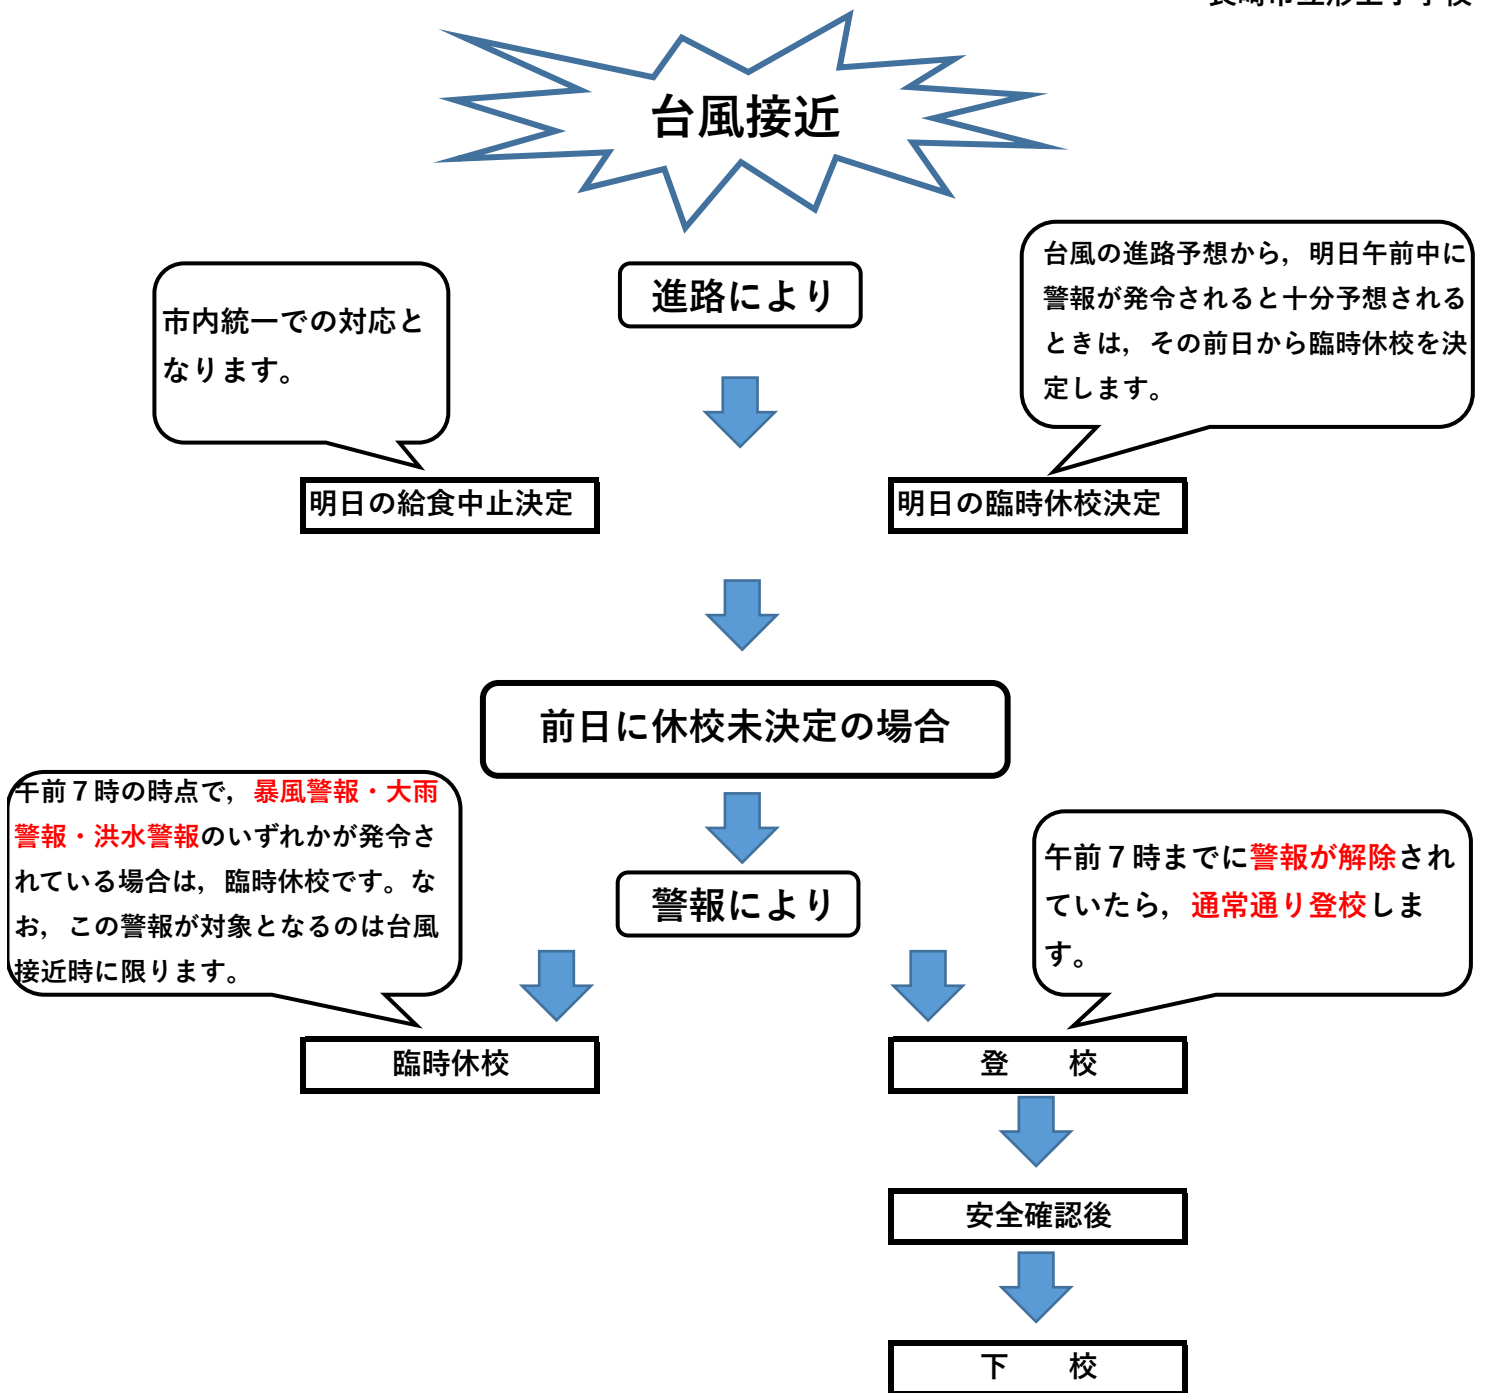 台風接近
進路により
市内統一での対応と
なります。
台風の進路予想から，明日午前中に
警報が発令されると十分予想される
ときは，その前日から臨時休校を決
定します。
明日の給食中止決定
明日の臨時休校決定
前日に休校未決定の場合
午前７時の時点で，暴風警報・大雨
警報・洪水警報のいずれかが発令さ
れている場合は，臨時休校です。な
お，この警報が対象となるのは台風
接近時に限ります。
警報により
午前７時までに警報が解除され
ていたら，通常通り登校しま
す。
臨時休校
登　　校
安全確認後
下　　校